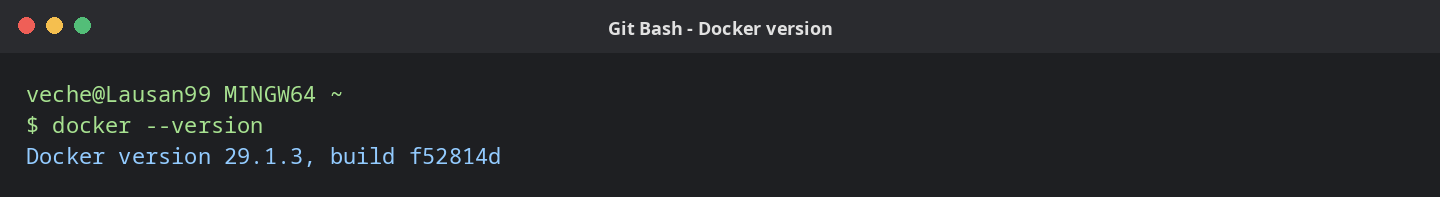 Git Bash - Docker version
veche@Lausan99 MINGW64 ~
$ docker --version
Docker version 29.1.3, build f52814d